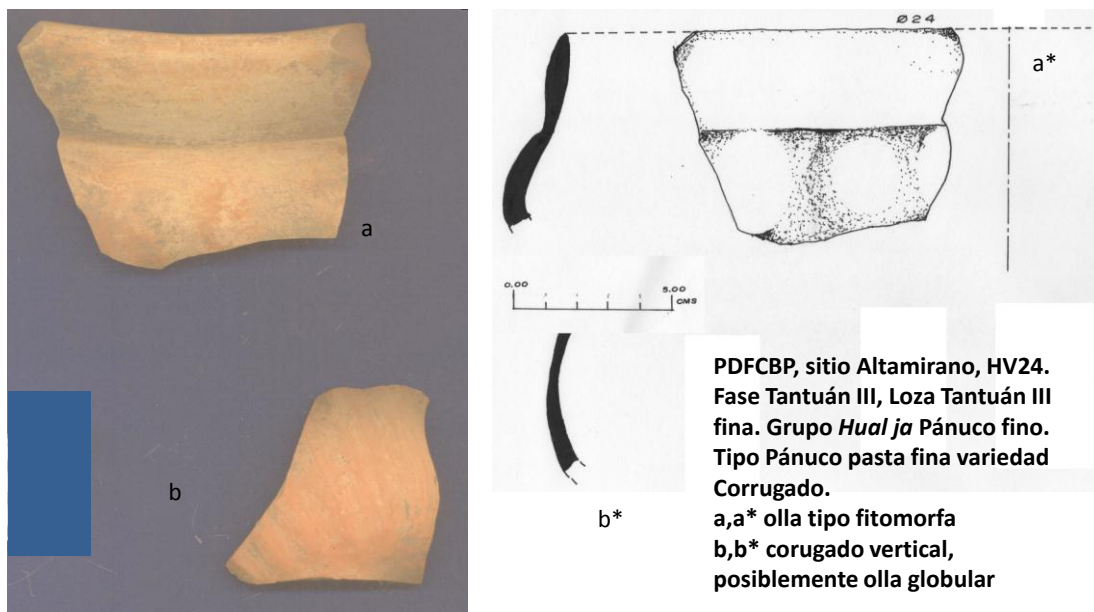 a
b
Ø 24
a*
0.00 5.00
CMS
b*
PDFCBP, sitio Altamirano, HV24.
Fase Tantuán III, Loza Tantuán III
fina. Grupo Hual ja Pánuco fino.
Tipo Pánuco pasta fina variedad
Corrugado.
a,a* olla tipo fitomorfa
b,b* corugado vertical,
posiblemente olla globular